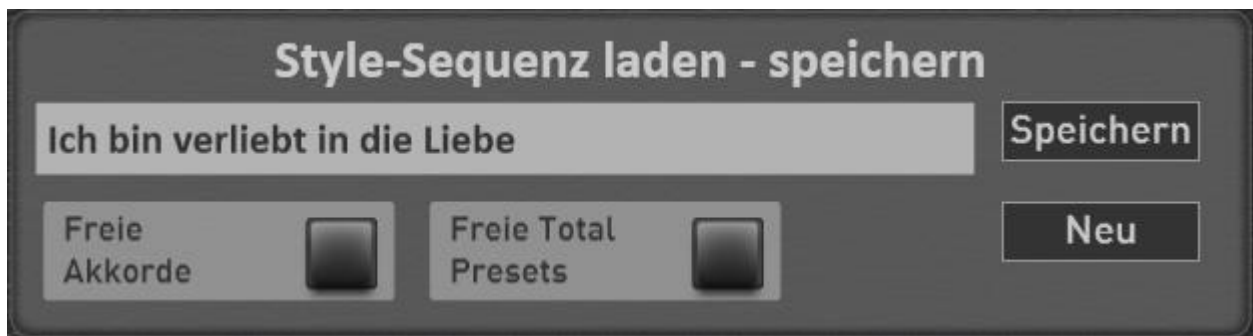 Style-Sequenz laden - speichern
Ich bin verliebt in die Liebe
Speichern
Freie
Akkorde
Freie Total
Presets
Neu